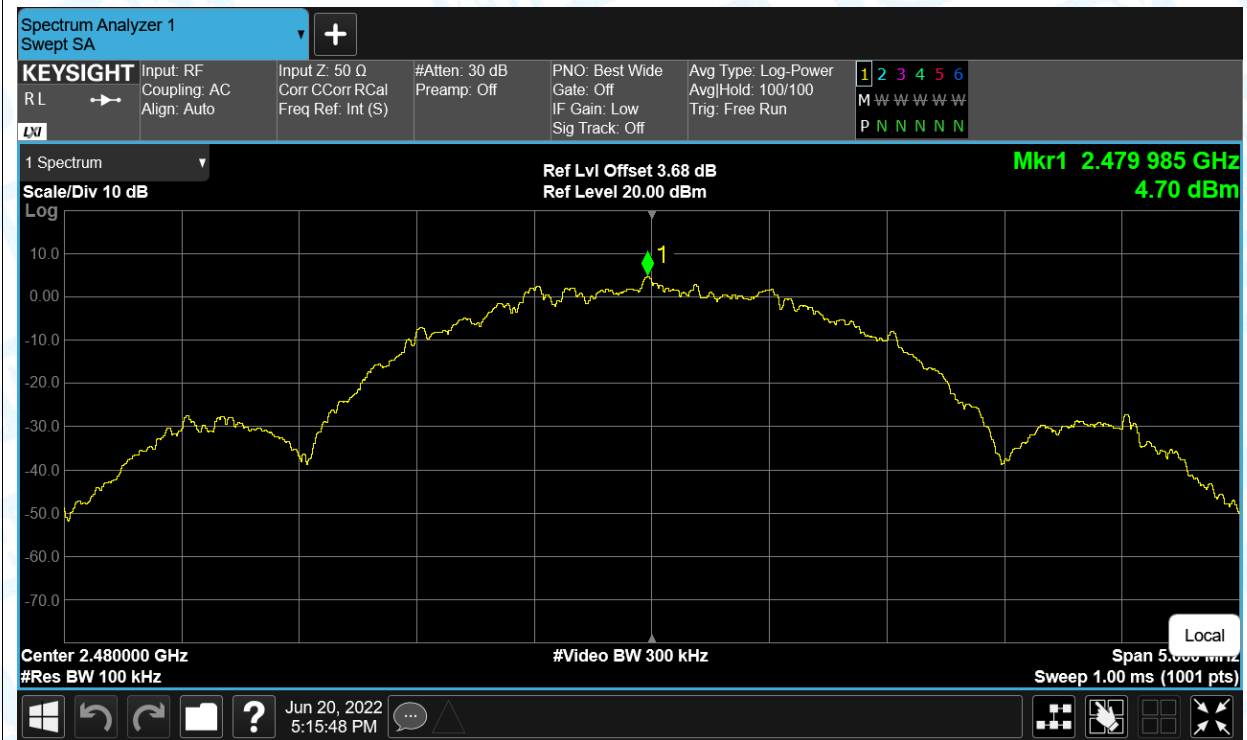 Spectrum Analyzer 1
Swept SA
+
KEYSIGHT
R L
LXI
Input: RF
Coupling: AC
Align: Auto
Input Z: 50 Ω
Corr CCorr RCal
Freq Ref: Int (S)
#Atten: 30 dB
Preamp: Off
PNO: Best Wide
Gate: Off
IF Gain: Low
Sig Track: Off
Avg Type: Log-Power
Avg|Hold: 100/100
Trig: Free Run
1 2 3 4 5 6
M W W W W W
P N N N N N
1 Spectrum
Scale/Div 10 dB
Log
Ref Lvl Offset 3.68 dB
Ref Level 20.00 dBm
Mkr1 2.479 985 GHz
4.70 dBm
1
10.0
0.00
-10.0
-20.0
-30.0
-40.0
-50.0
-60.0
-70.0
Local
Center 2.480000 GHz
#Video BW 300 kHz
Span 5.000 MHz
#Res BW 100 kHz
Sweep 1.00 ms (1001 pts)
?
Jun 20, 2022
5:15:48 PM